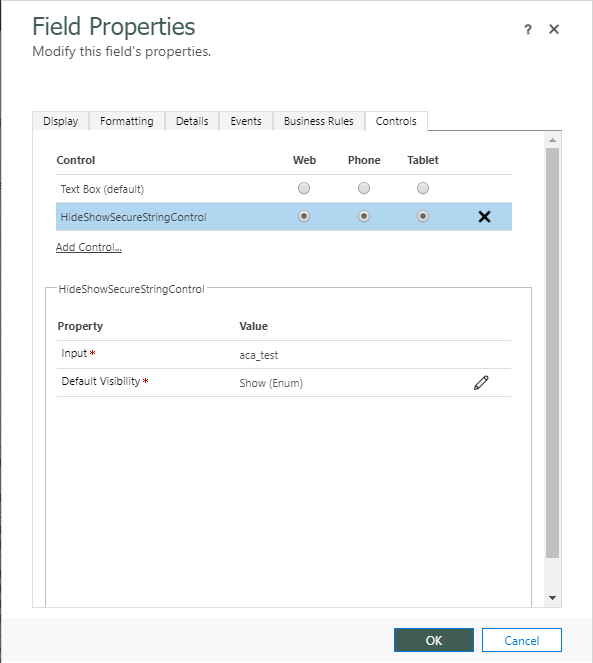 Field Properties
?
Modify this field's properties.
Display Formatting Details Events Business Rules Controls
Control Web Phone Tablet
Text Box (default)
HideShowSecureStringControl
Add Control...
HideShowSecureStringControl
Property Value
Input * aca_test
Default Visibility * Show (Enum)
OK Cancel